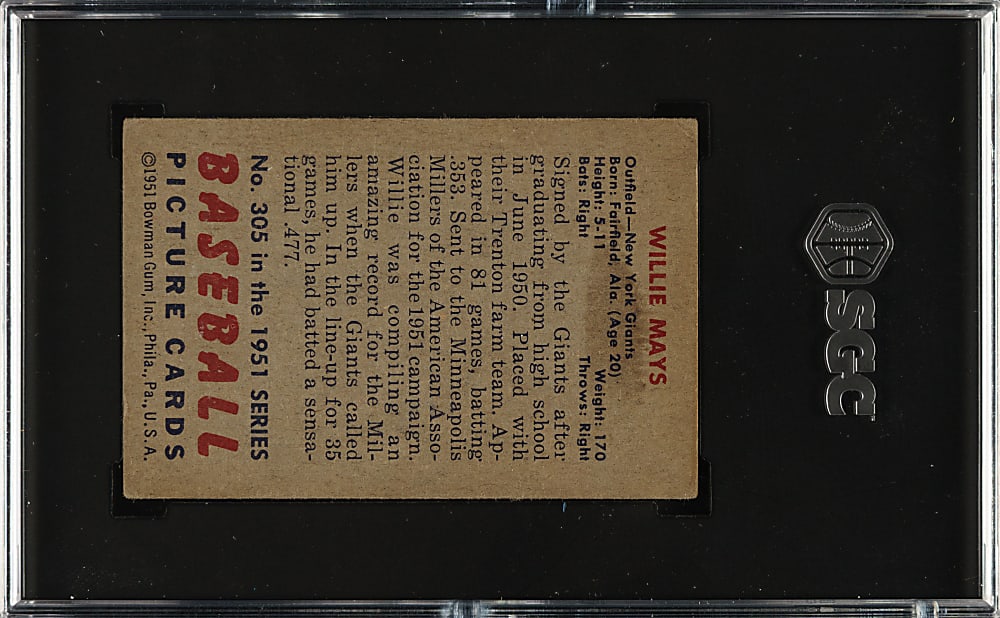 WILLIE MAYS
Outfield—New York Giants
Born: Fairfield, Ala. (Age 20)
Height: 5-11 Weight: 170
Bats: Right Throws: Right
Signed by the Giants after
graduating from high school
in June 1950. Placed with
their Trenton farm team. Ap-
peared in 81 games, batting
.353. Sent to the Minneapolis
Millers of the American Asso-
ciation for the 1951 campaign.
Willie was compiling an
amazing record for the Mil-
lers when the Giants called
him up. In the line-up for 35
games, he had batted a sensa-
tional .477.
No. 305 in the 1951 SERIES
BASEBALL
PICTURE CARDS
©1951 Bowman Gum, Inc., Phila., Pa., U.S.A.
SGC